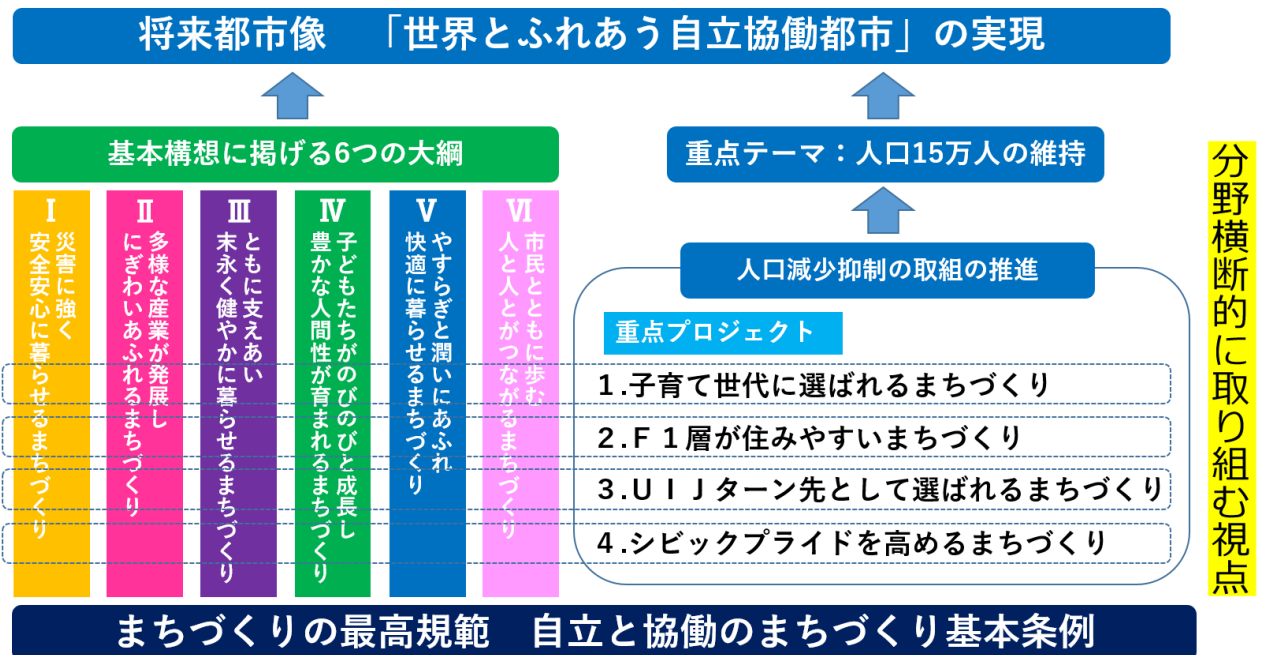 将来都市像　「世界とふれあう自立協働都市」の実現
基本構想に掲げる6つの大綱
Ⅰ
災害に強く
安全安心に暮らせるまちづくり
Ⅱ
多様な産業が発展し
にぎわいあふれるまちづくり
Ⅲ
ともに支えあい
末永く健やかに暮らせるまちづくり
Ⅳ
子どもたちがのびのびと成長し
豊かな人間性が育まれるまちづくり
Ⅴ
やすらぎと潤いにあふれ
快適に暮らせるまちづくり
Ⅵ
市民とともに歩む
人と人とがつながるまちづくり
重点テーマ：人口15万人の維持
人口減少抑制の取組の推進
重点プロジェクト
１.子育て世代に選ばれるまちづくり
２.Ｆ１層が住みやすいまちづくり
３.ＵＩＪターン先として選ばれるまちづくり
４.シビックプライドを高めるまちづくり
分野横断的に取り組む視点
まちづくりの最高規範　自立と協働のまちづくり基本条例